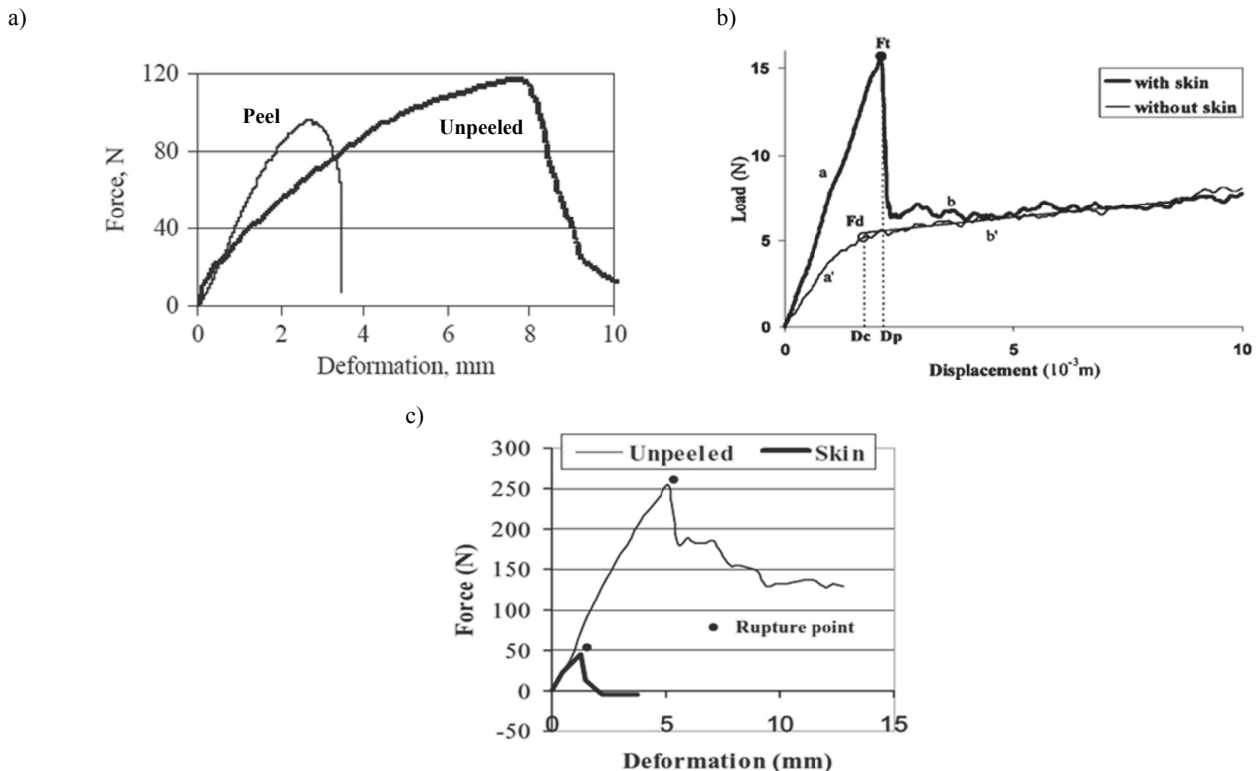 a)
120
80
40
0
Force, N
Peel
Unpeeled
0 2 4 6 8 10
Deformation, mm
b)
Ft
15
10
5
0
Load (N)
with skin
without skin
a
b
Fd
b'
a'
Dc Dp
0 5 10
Displacement (10⁻³m)
c)
300
250
200
150
100
50
0
-50
Force (N)
Unpeeled Skin
Rupture point
0 5 10 15
Deformation (mm)